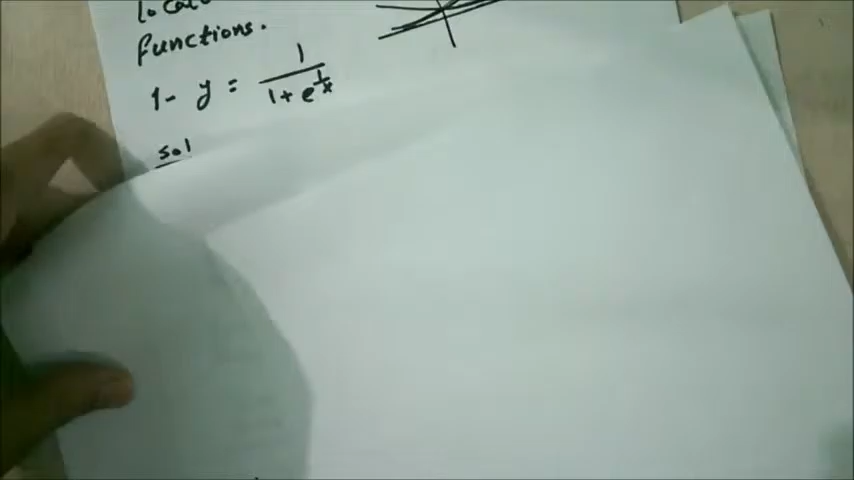 functions.
1- y = 1/(1 + e^(1/x))
sol